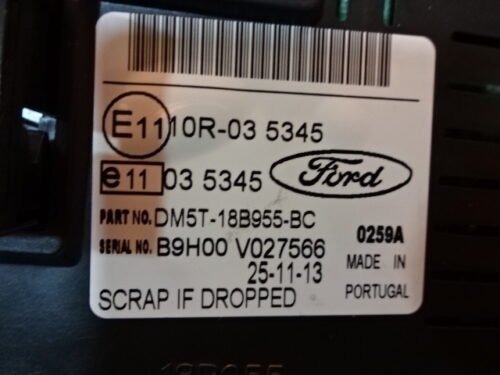 E11 10R-03 5345
e11 03 5345 Ford
PART NO. DM5T-18B955-BC
SERIAL NO. B9H00 V027566 0259A
25-11-13 MADE IN
SCRAP IF DROPPED PORTUGAL